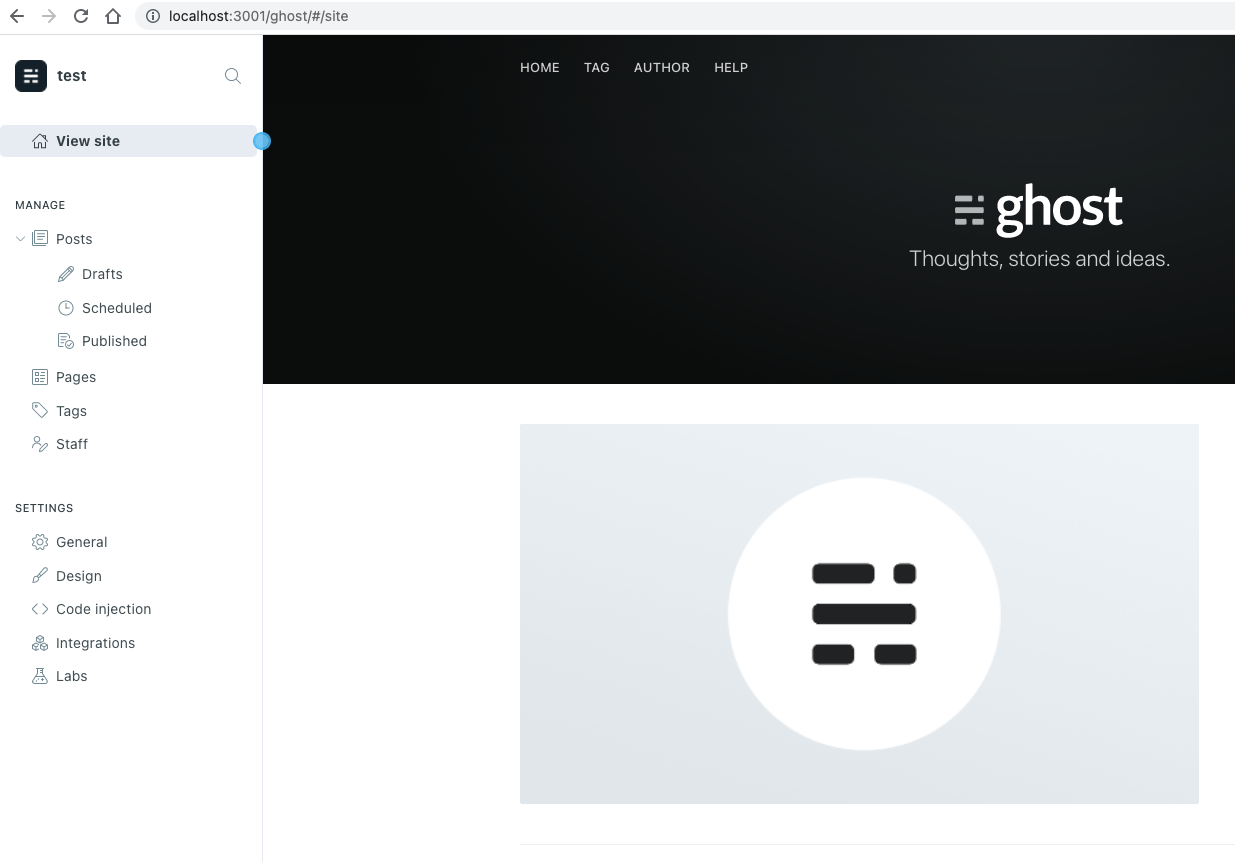 localhost:3001/ghost/#/site
test
View site
MANAGE
Posts
Drafts
Scheduled
Published
Pages
Tags
Staff
SETTINGS
General
Design
Code injection
Integrations
Labs
HOME TAG AUTHOR HELP
ghost
Thoughts, stories and ideas.